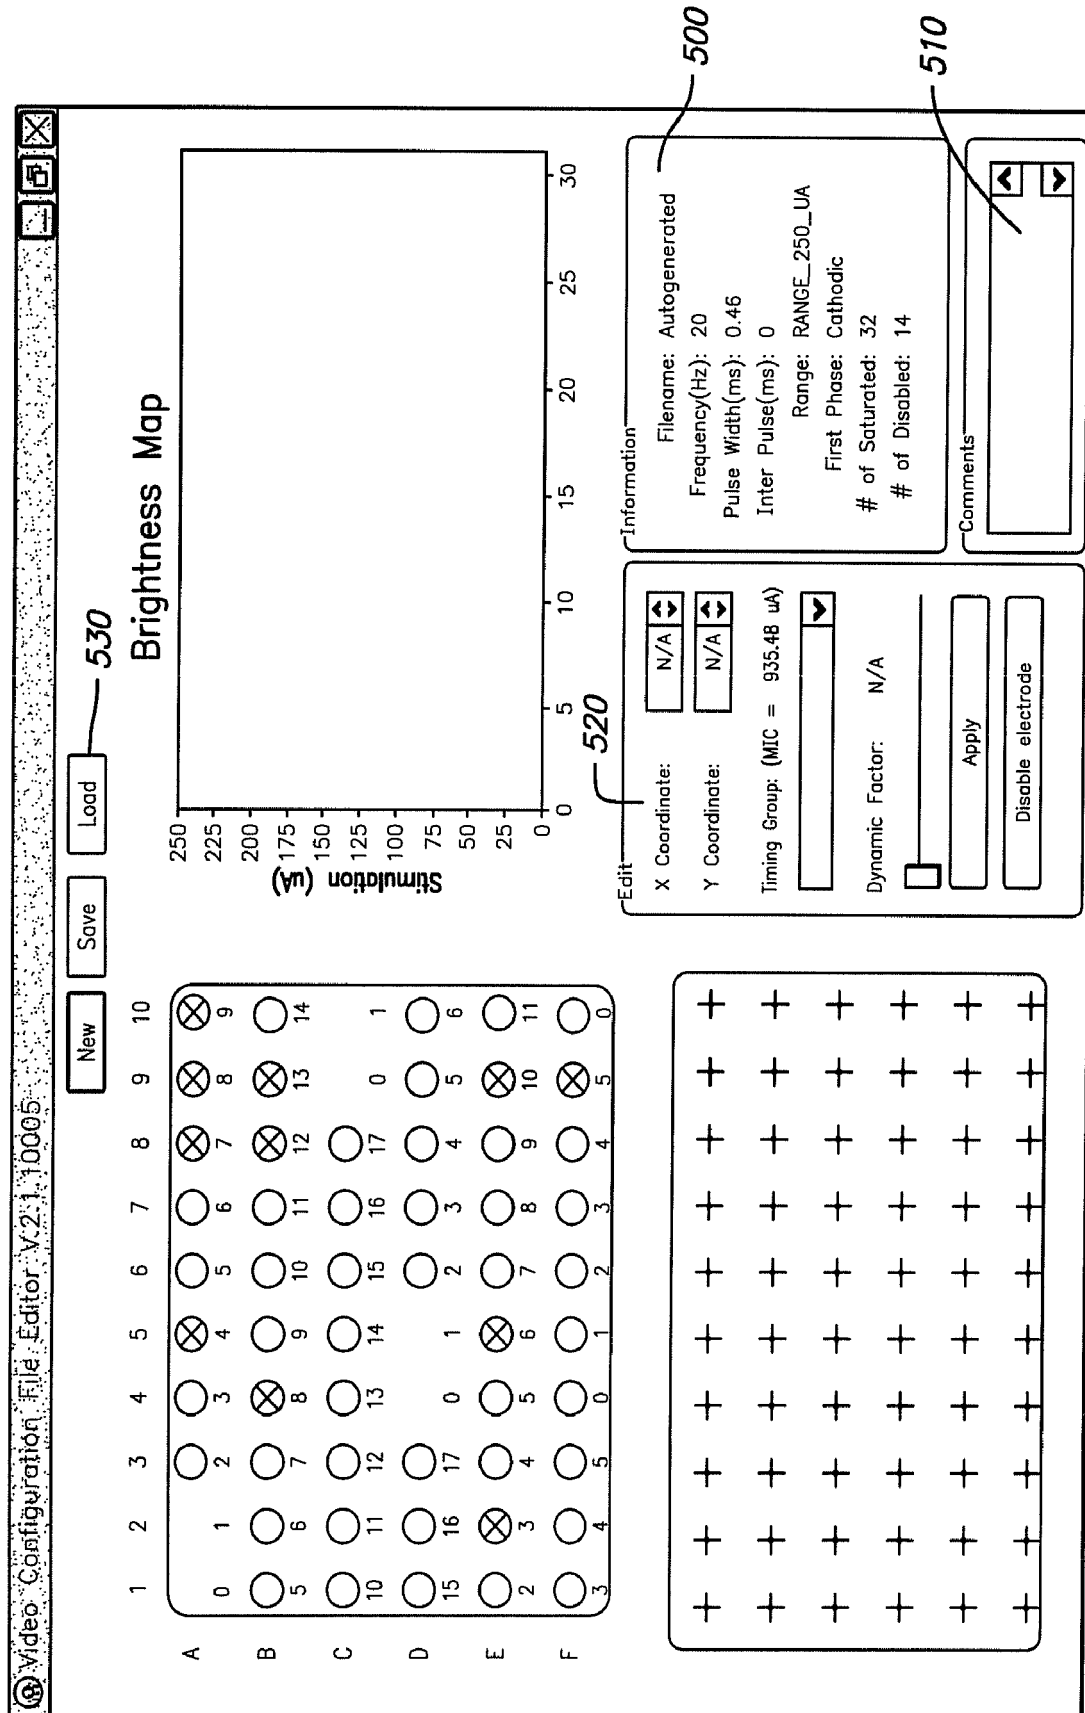 Video Configuration File Editor V.2.1.10005
New Save Load 530
1 2 3 4 5 6 7 8 9 10
A
0 1 2 3 4 5 6 7 8 9
B
5 6 7 8 9 10 11 12 13 14
C
10 11 12 13 14 15 16 17 0 1
D
15 16 17 0 1 2 3 4 5 6
E
2 3 4 5 6 7 8 9 10 11
F
3 4 5 0 1 2 3 4 5 0
Brightness Map
Stimulation (uA)
250
225
200
175
150
125
100
75
50
25
0
0 5 10 15 20 25 30
520
Edit
X Coordinate: N/A
Y Coordinate: N/A
Timing Group: (MIC = 935.48 uA)
Dynamic Factor: N/A
Apply
Disable electrode
500
Information
Filename: Autogenerated
Frequency(Hz): 20
Pulse Width(ms): 0.46
Inter Pulse(ms): 0
Range: RANGE_250_UA
First Phase: Cathodic
# of Saturated: 32
# of Disabled: 14
510
Comments